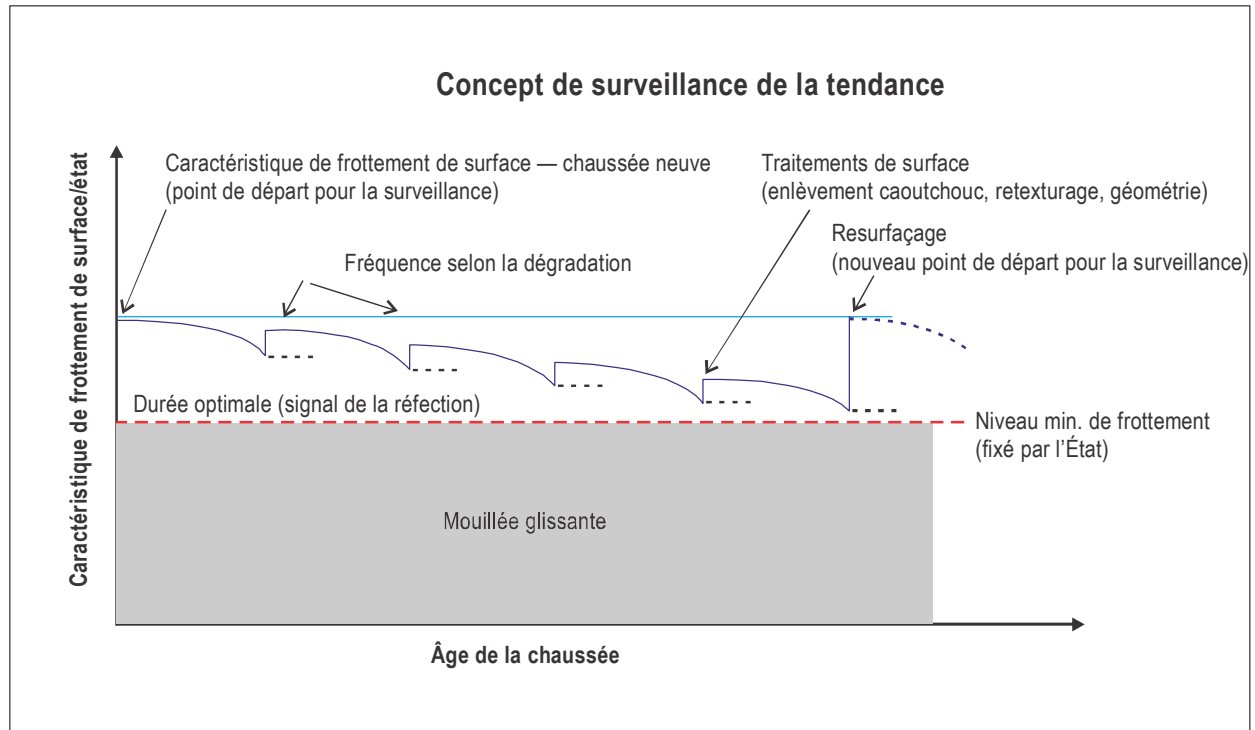 Concept de surveillance de la tendance
Caractéristique de frottement de surface/état
Caractéristique de frottement de surface — chaussée neuve
(point de départ pour la surveillance)
Traitements de surface
(enlèvement caoutchouc, retexturage, géométrie)
Resurfaçage
(nouveau point de départ pour la surveillance)
Fréquence selon la dégradation
Durée optimale (signal de la réfection)
Niveau min. de frottement
(fixé par l'État)
Mouillée glissante
Âge de la chaussée